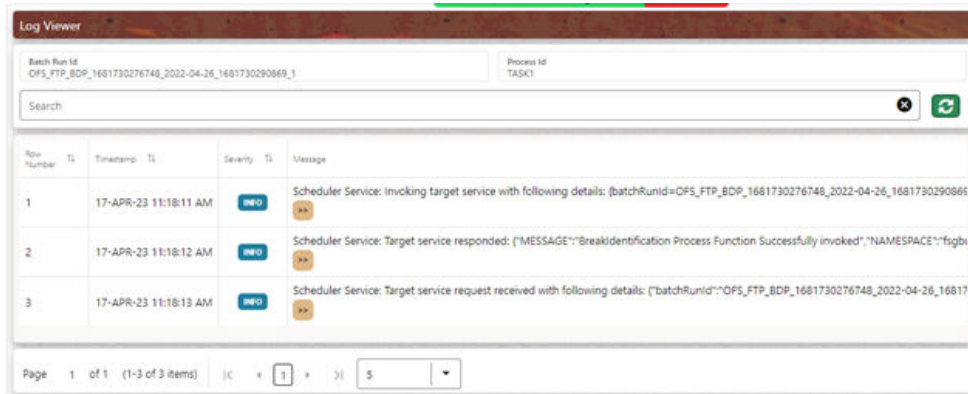 Log Viewer
Batch Run Id
OFS_FTP_BDP_1681730276748_2022-04-26_1681730290869_1
Process Id
TASK1
Search
Row Number
Timestamp
Severity
Message
1
17-APR-23 11:18:11 AM
INFO
Scheduler Service: Invoking target service with following details: {batchRunId=OFS_FTP_BDP_1681730276748_2022-04-26_1681730290869
>>
2
17-APR-23 11:18:12 AM
INFO
Scheduler Service: Target service responded: {"MESSAGE":"BreakIdentification Process Function Successfully invoked","NAMESPACE":"fsgbu
>>
3
17-APR-23 11:18:13 AM
INFO
Scheduler Service: Target service request received with following details: {"batchRunId":"OFS_FTP_BDP_1681730276748_2022-04-26_16817
>>
Page 1 of 1 (1-3 of 3 items) 1 5